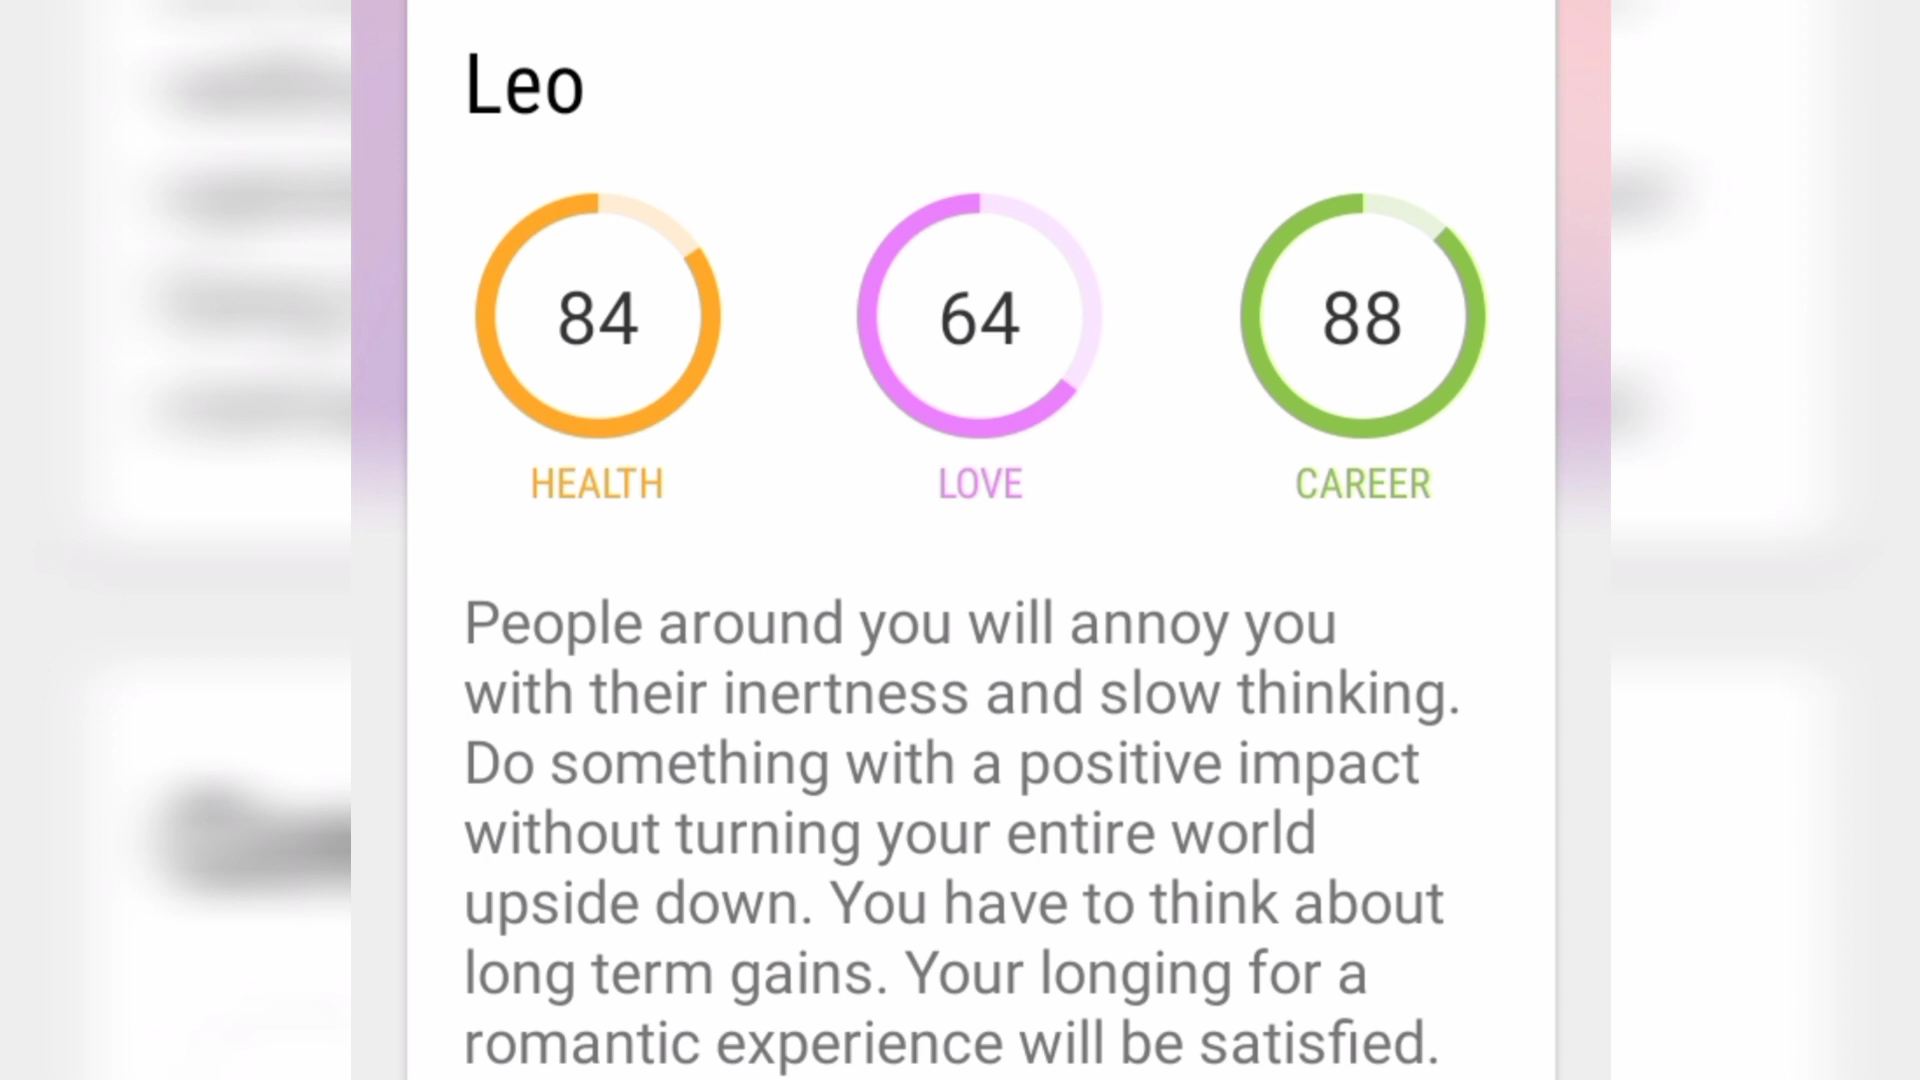 Leo
84 64 88
HEALTH LOVE CAREER
People around you will annoy you
with their inertness and slow thinking.
Do something with a positive impact
without turning your entire world
upside down. You have to think about
long term gains. Your longing for a
romantic experience will be satisfied.